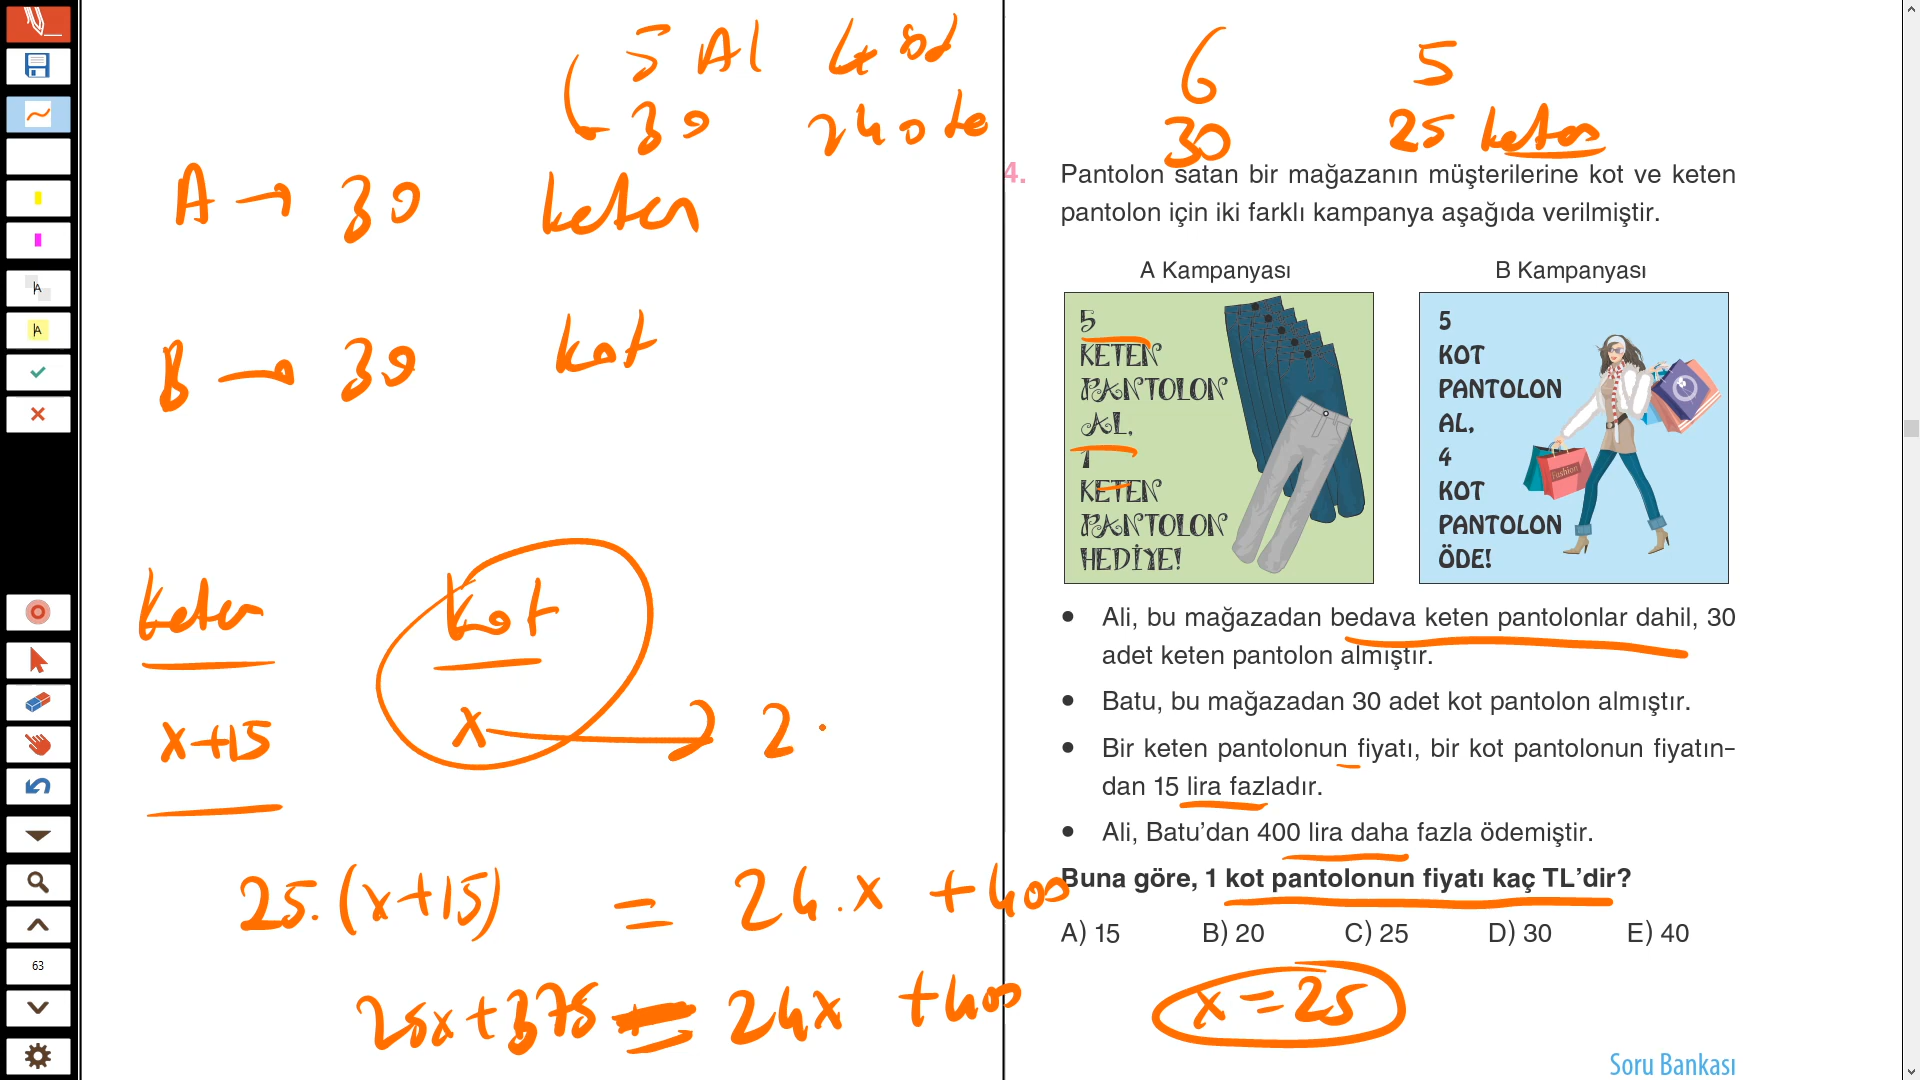 5 Al 4 öd
30 24 öde
A → 30 keten
B → 30 kot
keten kot
x+15 x → 2
25.(x+15) = 24.x +400
25x+375 = 24x +400
6 5
30 25 keten
4. Pantolon satan bir mağazanın müşterilerine kot ve keten
pantolon için iki farklı kampanya aşağıda verilmiştir.
A Kampanyası
5
KETEN
PANTOLON
AL,
1
KETEN
PANTOLON
HEDİYE!
B Kampanyası
5
KOT
PANTOLON
AL,
4
KOT
PANTOLON
ÖDE!
Fashion
• Ali, bu mağazadan bedava keten pantolonlar dahil, 30
adet keten pantolon almıştır.
• Batu, bu mağazadan 30 adet kot pantolon almıştır.
• Bir keten pantolonun fiyatı, bir kot pantolonun fiyatın-
dan 15 lira fazladır.
• Ali, Batu’dan 400 lira daha fazla ödemiştir.
Buna göre, 1 kot pantolonun fiyatı kaç TL’dir?
A) 15 B) 20 C) 25 D) 30 E) 40
x = 25
Soru Bankası
63